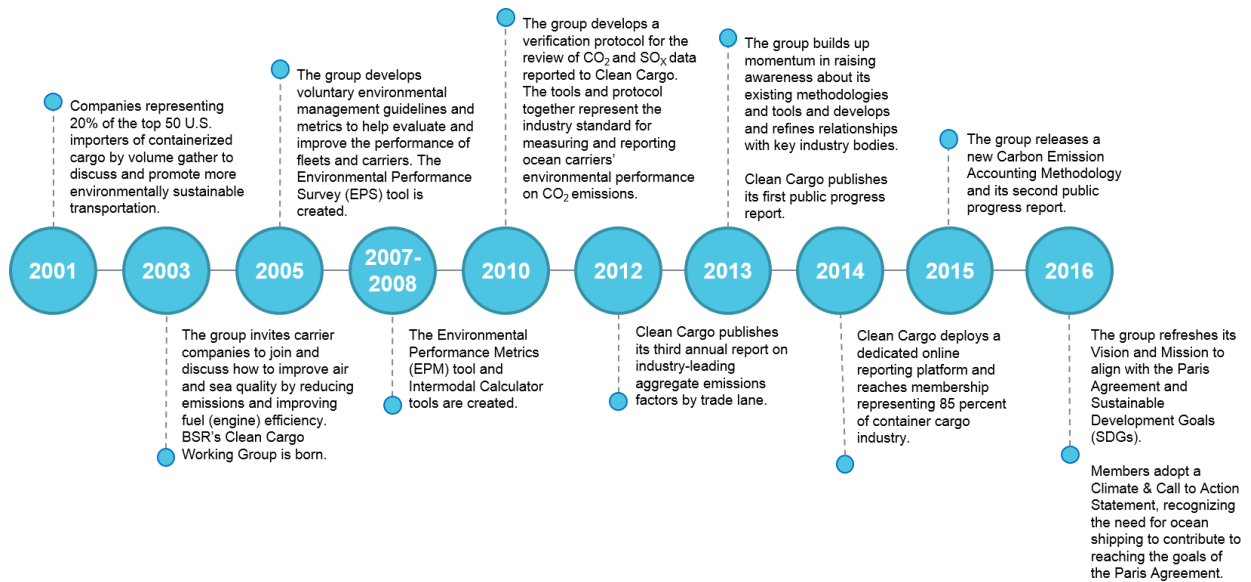 Companies representing
20% of the top 50 U.S.
importers of containerized
cargo by volume gather to
discuss and promote more
environmentally sustainable
transportation.
The group develops
voluntary environmental
management guidelines and
metrics to help evaluate and
improve the performance of
fleets and carriers. The
Environmental Performance
Survey (EPS) tool is
created.
The group develops a
verification protocol for the
review of CO₂ and SOₓ data
reported to Clean Cargo.
The tools and protocol
together represent the
industry standard for
measuring and reporting
ocean carriers'
environmental performance
on CO₂ emissions.
The group builds up
momentum in raising
awareness about its
existing methodologies
and tools and develops
and refines relationships
with key industry bodies.
Clean Cargo publishes
its first public progress
report.
The group releases a
new Carbon Emission
Accounting Methodology
and its second public
progress report.
2001
2003
2005
2007-
2008
2010
2012
2013
2014
2015
2016
The group invites carrier
companies to join and
discuss how to improve air
and sea quality by reducing
emissions and improving
fuel (engine) efficiency.
BSR's Clean Cargo
Working Group is born.
The Environmental
Performance Metrics
(EPM) tool and
Intermodal Calculator
tools are created.
Clean Cargo publishes
its third annual report on
industry-leading
aggregate emissions
factors by trade lane.
Clean Cargo deploys a
dedicated online
reporting platform and
reaches membership
representing 85 percent
of container cargo
industry.
The group refreshes its
Vision and Mission to
align with the Paris
Agreement and
Sustainable
Development Goals
(SDGs).
Members adopt a
Climate & Call to Action
Statement, recognizing
the need for ocean
shipping to contribute to
reaching the goals of
the Paris Agreement.